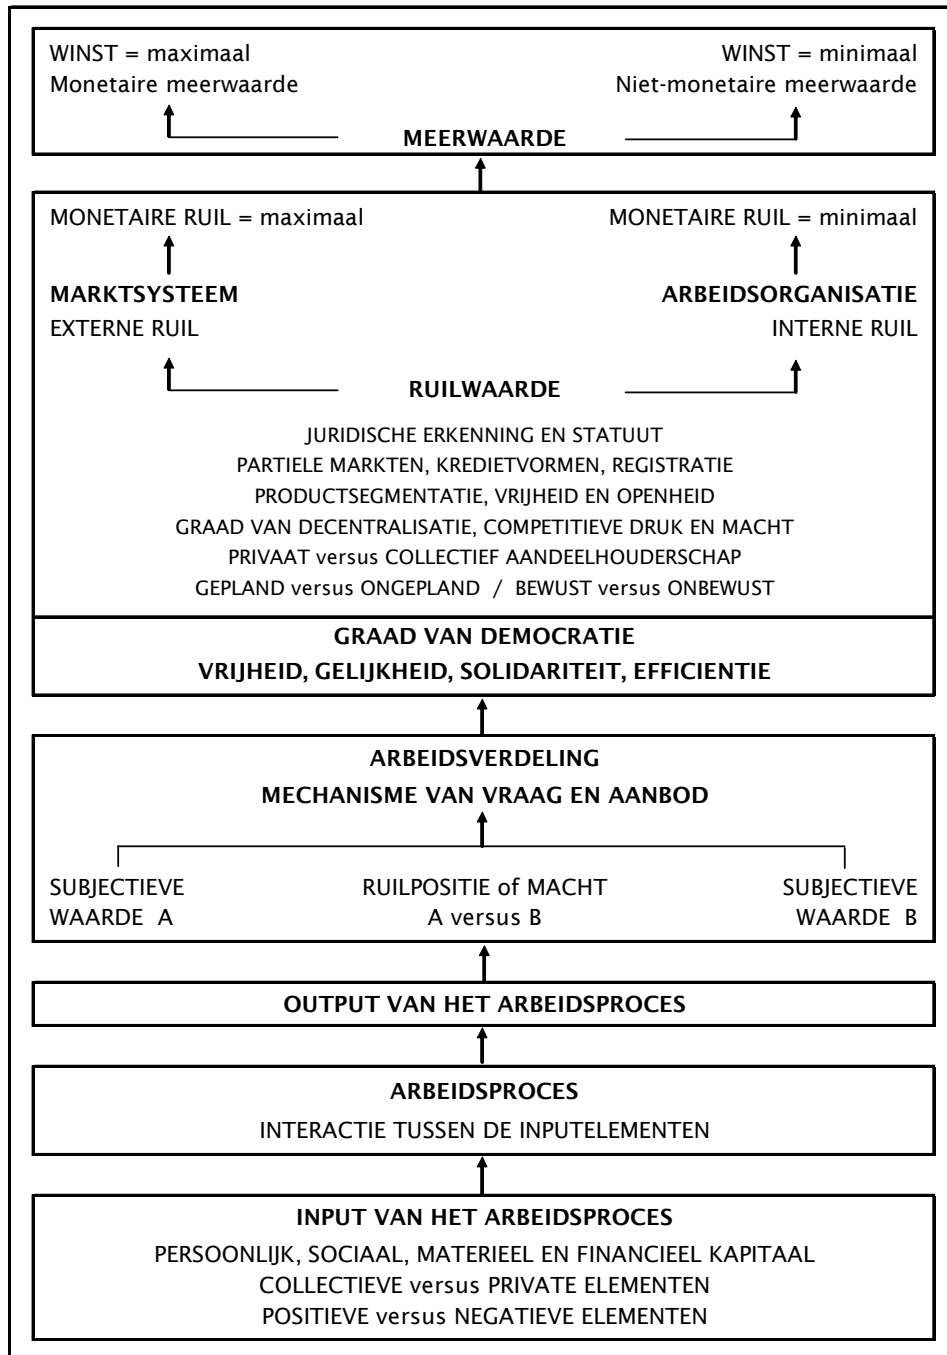 WINST = maximaal WINST = minimaal
Monetaire meerwaarde Niet-monetaire meerwaarde
MEERWAARDE
MONETAIRE RUIL = maximaal MONETAIRE RUIL = minimaal
MARKTSYSTEEM ARBEIDSORGANISATIE
EXTERNE RUIL INTERNE RUIL
RUILWAARDE
JURIDISCHE ERKENNING EN STATUUT
PARTIELE MARKTEN, KREDIETVORMEN, REGISTRATIE
PRODUCTSEGMENTATIE, VRIJHEID EN OPENHEID
GRAAD VAN DECENTRALISATIE, COMPETITIEVE DRUK EN MACHT
PRIVAAT versus COLLECTIEF AANDEELHOUDERSCHAP
GEPLAND versus ONGEPLAND / BEWUST versus ONBEWUST
GRAAD VAN DEMOCRATIE
VRIJHEID, GELIJKHEID, SOLIDARITEIT, EFFICIENTIE
ARBEIDSVERDELING
MECHANISME VAN VRAAG EN AANBOD
SUBJECTIEVE RUILPOSITIE of MACHT SUBJECTIEVE
WAARDE A A versus B WAARDE B
OUTPUT VAN HET ARBEIDSPROCES
ARBEIDSPROCES
INTERACTIE TUSSEN DE INPUTELEMENTEN
INPUT VAN HET ARBEIDSPROCES
PERSOONLIJK, SOCIAAL, MATERIEEL EN FINANCIEEL KAPITAAL
COLLECTIEVE versus PRIVATE ELEMENTEN
POSITIEVE versus NEGATIEVE ELEMENTEN